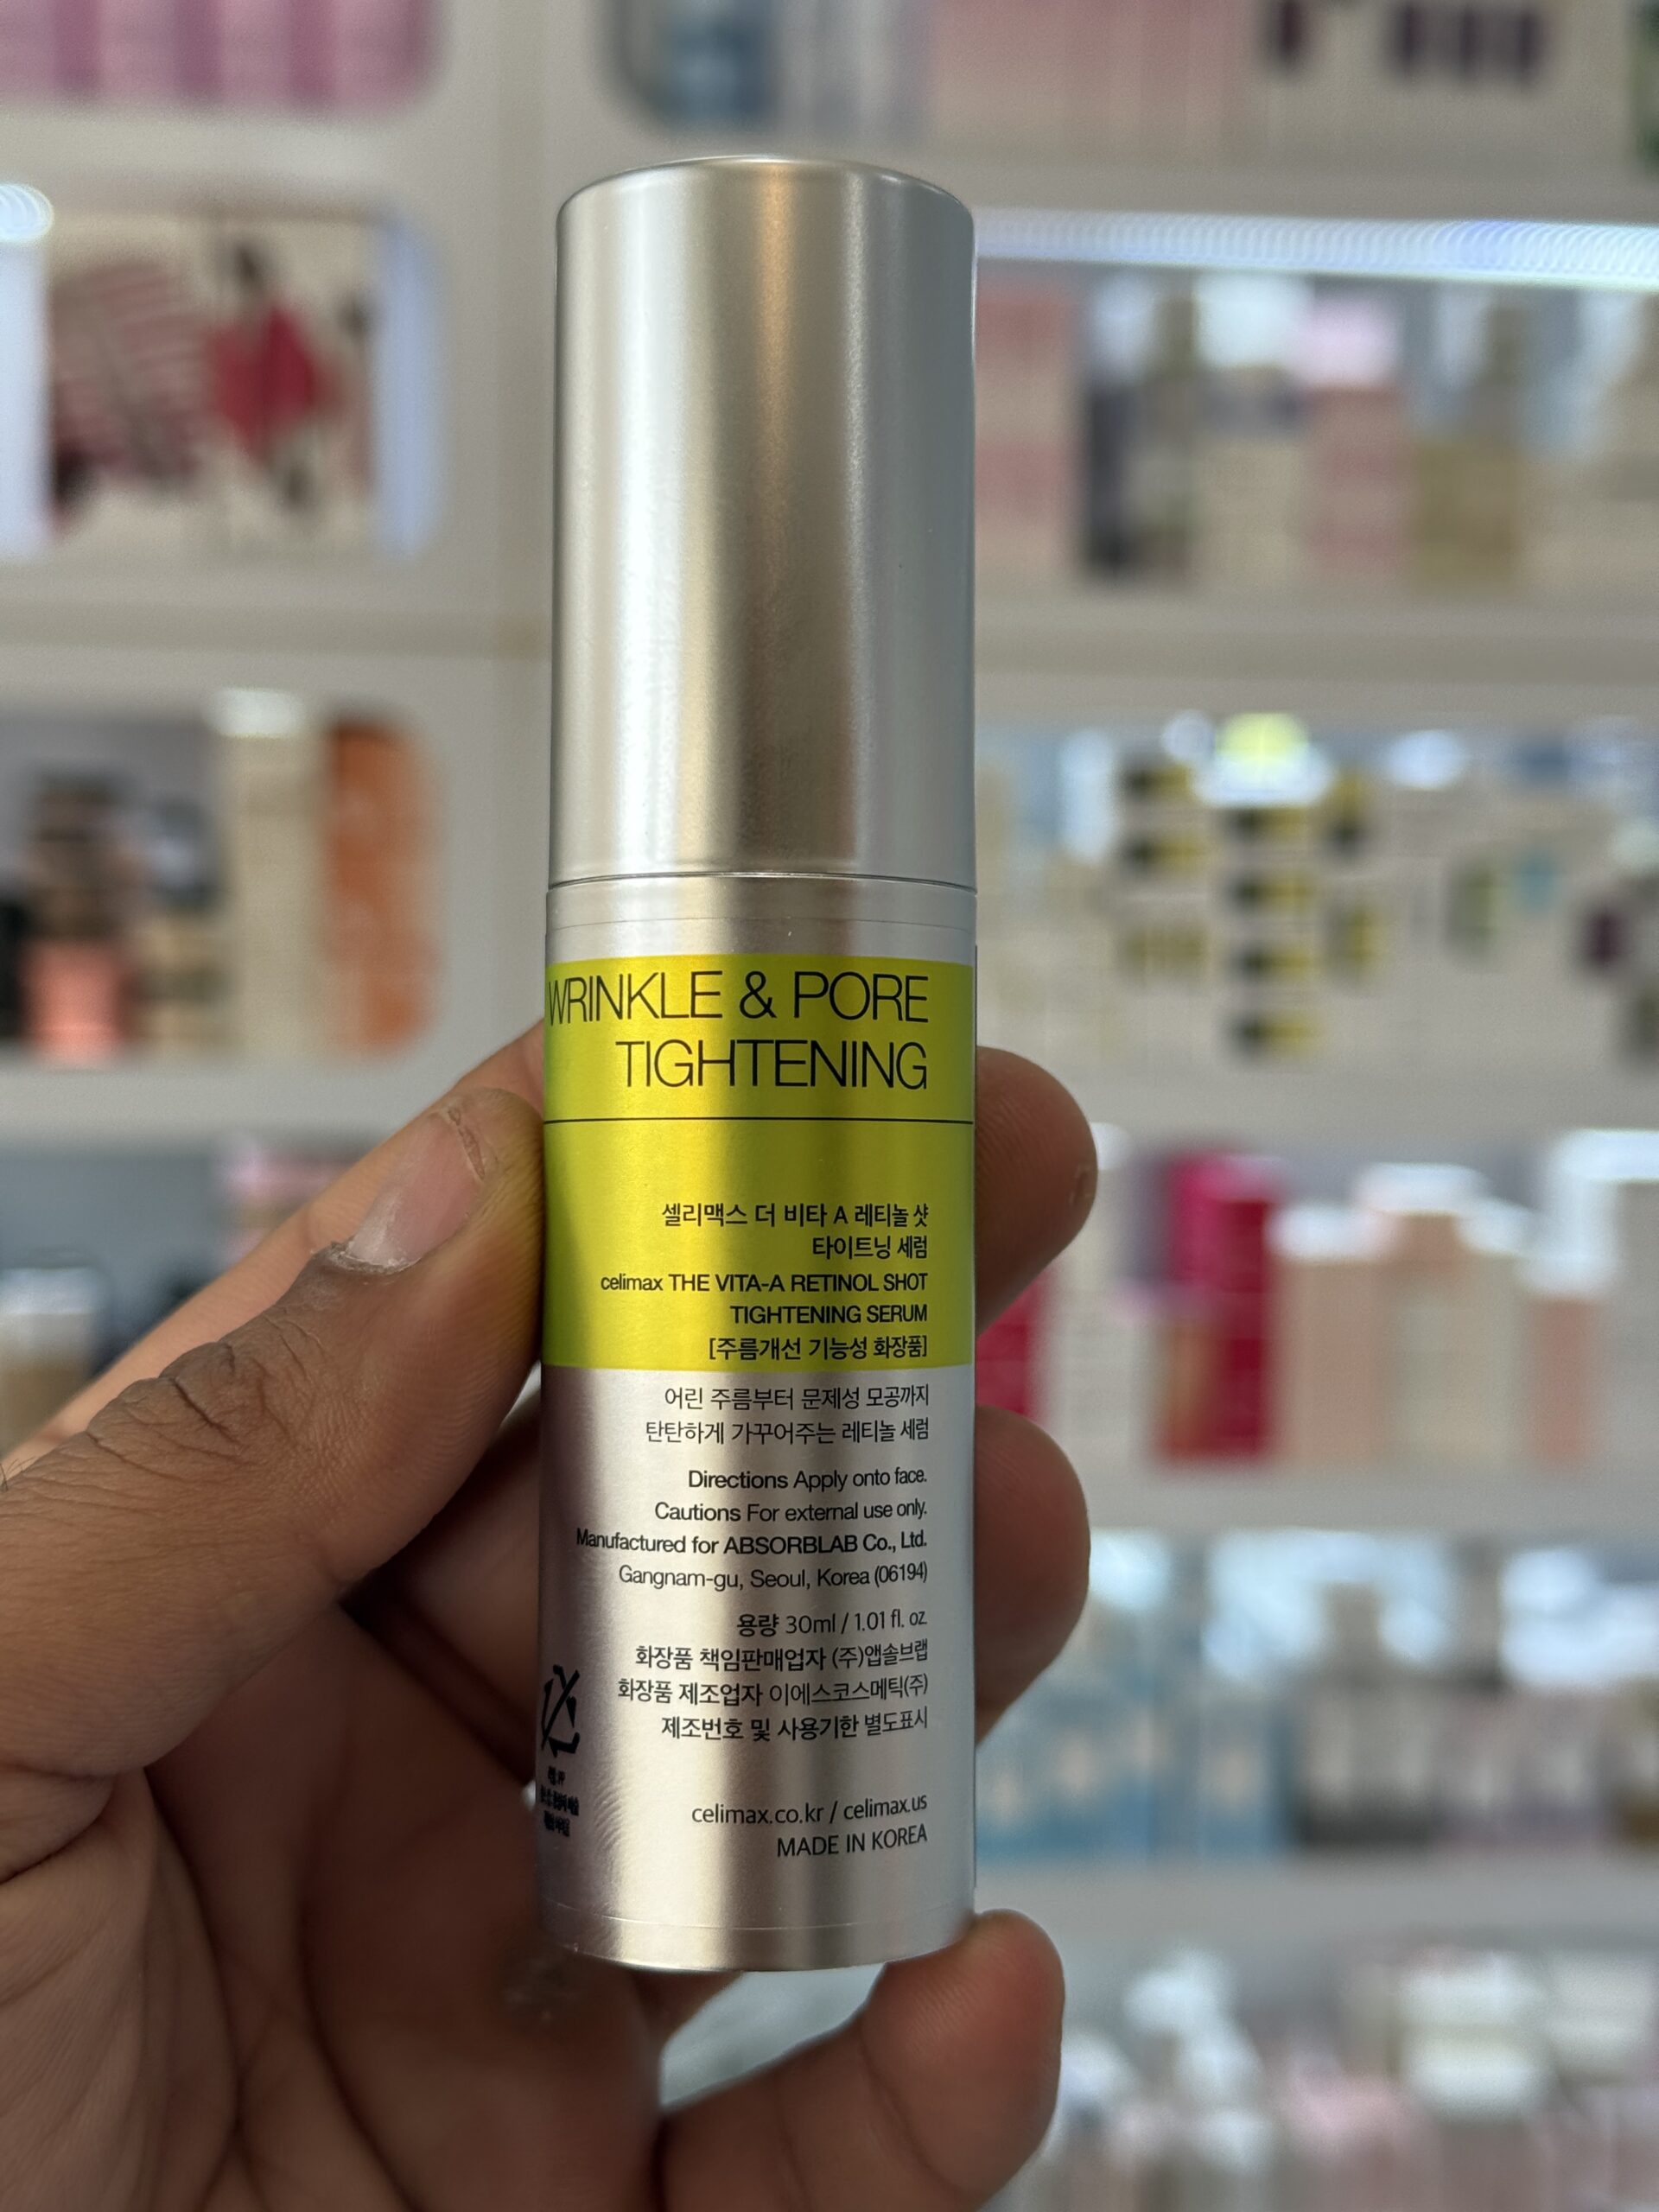 WRINKLE & PORE
TIGHTENING
셀리맥스 더 비타 A 레티놀 샷
타이트닝 세럼
celimax THE VITA-A RETINOL SHOT
TIGHTENING SERUM
[주름개선 기능성 화장품]
어린 주름부터 문제성 모공까지
탄탄하게 가꾸어주는 레티놀 세럼
Directions Apply onto face.
Cautions For external use only.
Manufactured for ABSORBLAB Co., Ltd.
Gangnam-gu, Seoul, Korea (06194)
용량 30ml / 1.01 fl. oz.
화장품 책임판매업자 (주)앱솔브랩
화장품 제조업자 이에스코스메틱(주)
제조번호 및 사용기한 별도표시
celimax.co.kr / celimax.us
MADE IN KOREA